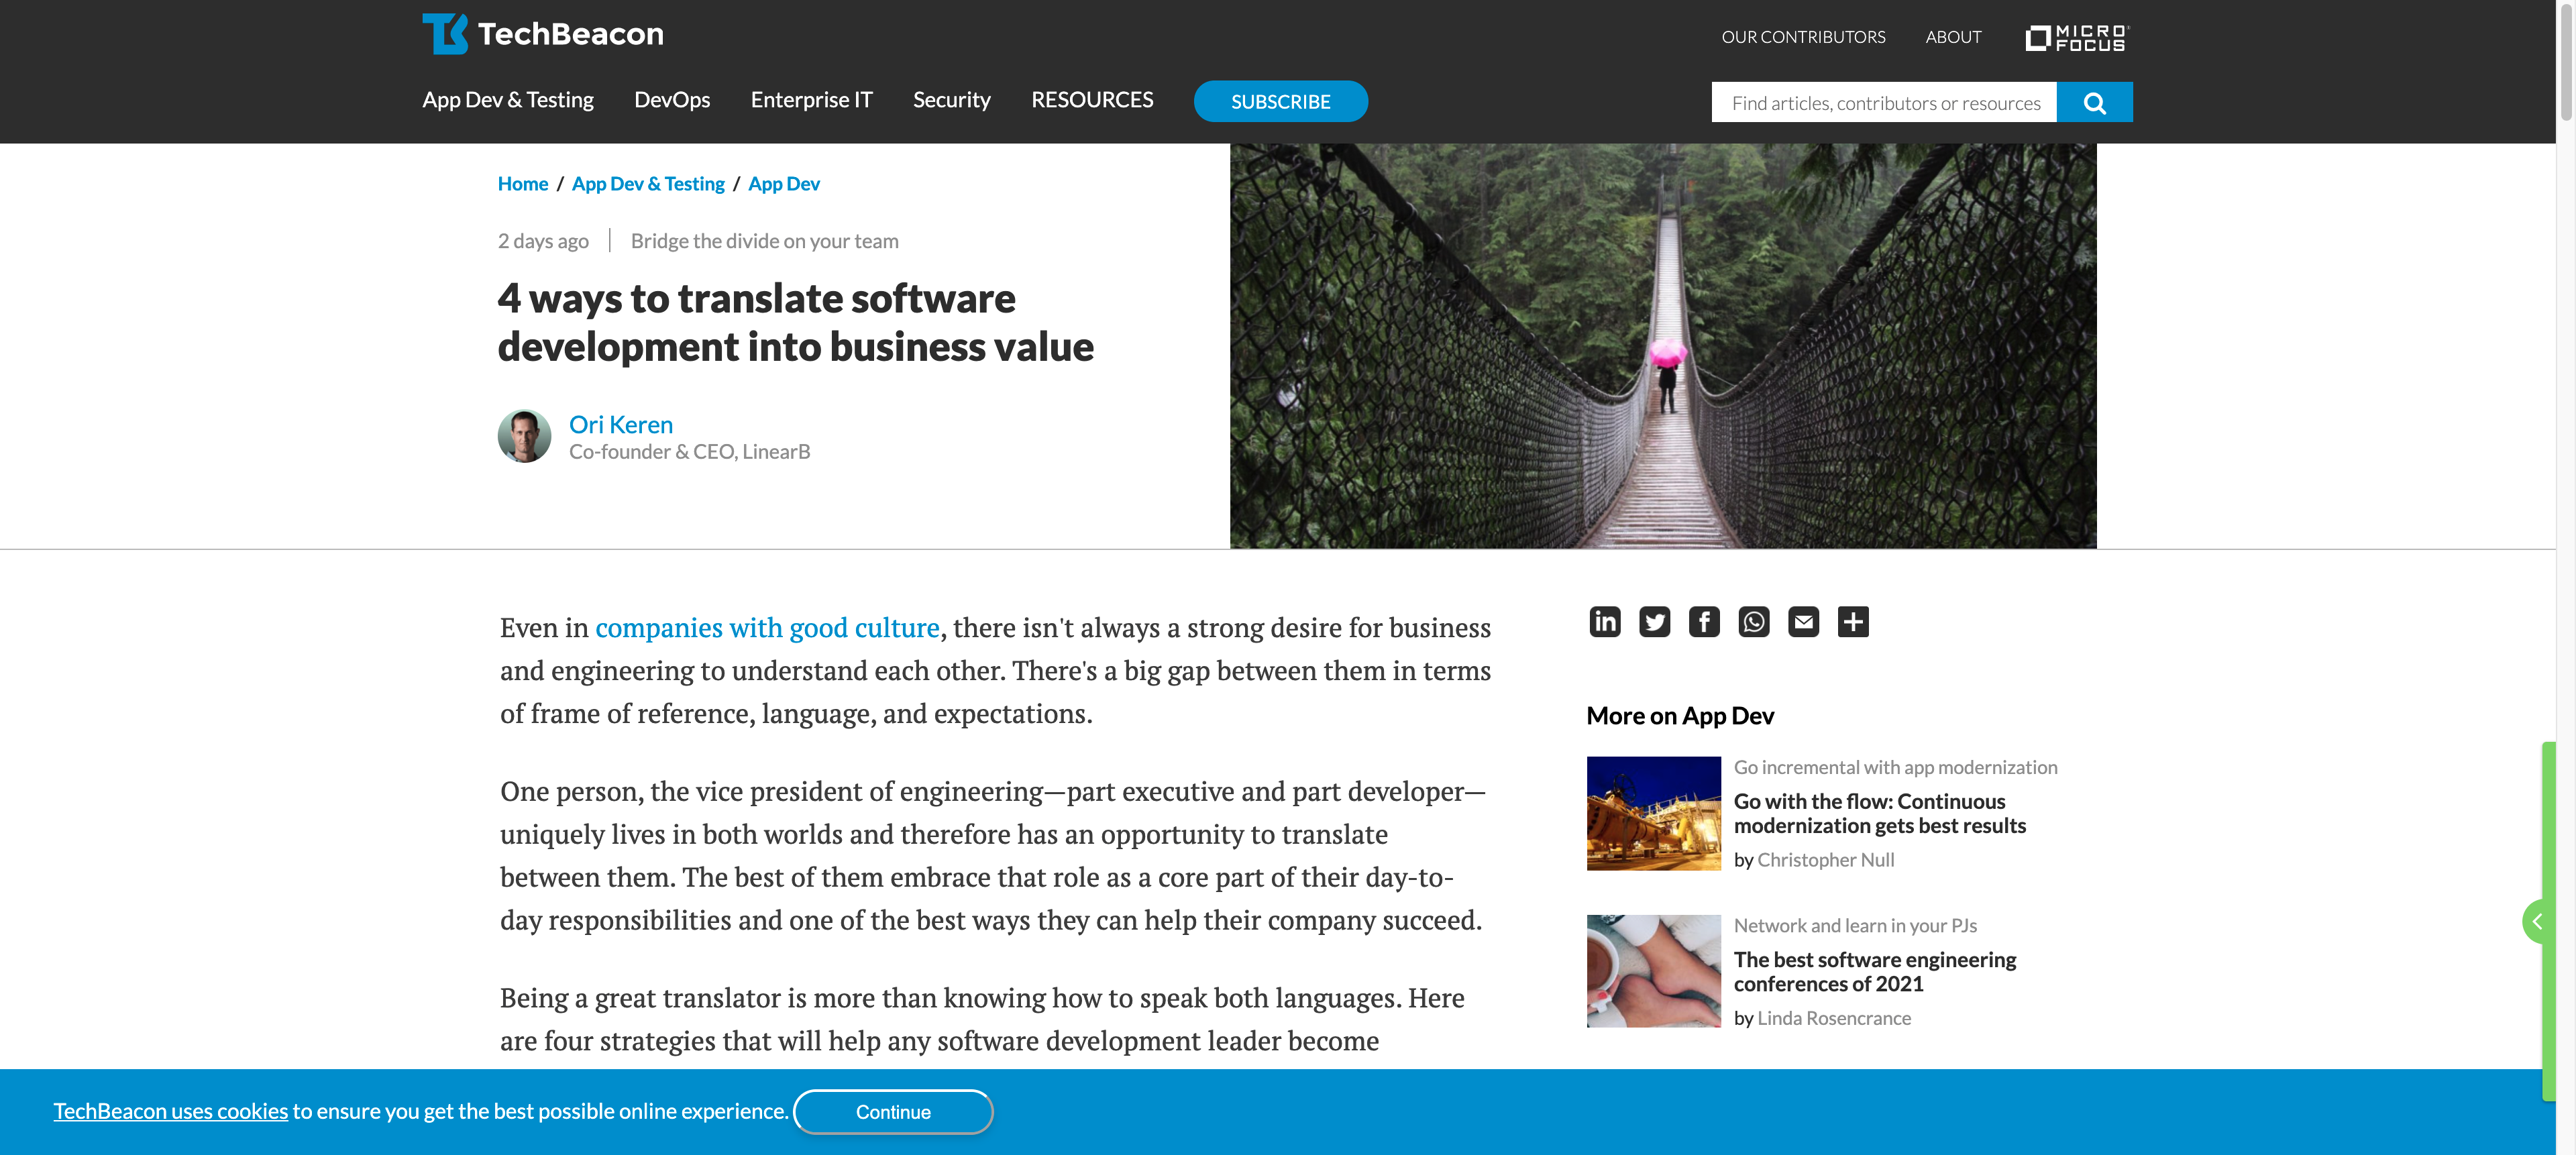 TechBeacon
OUR CONTRIBUTORS
ABOUT
MICRO
FOCUS
App Dev & Testing
DevOps
Enterprise IT
Security
RESOURCES
SUBSCRIBE
Find articles, contributors or resources
Home / App Dev & Testing / App Dev
2 days ago
Bridge the divide on your team
4 ways to translate software
development into business value
Ori Keren
Co-founder & CEO, LinearB
Even in companies with good culture, there isn't always a strong desire for business
and engineering to understand each other. There's a big gap between them in terms
of frame of reference, language, and expectations.
One person, the vice president of engineering—part executive and part developer—
uniquely lives in both worlds and therefore has an opportunity to translate
between them. The best of them embrace that role as a core part of their day-to-
day responsibilities and one of the best ways they can help their company succeed.
Being a great translator is more than knowing how to speak both languages. Here
are four strategies that will help any software development leader become
More on App Dev
Go incremental with app modernization
Go with the flow: Continuous
modernization gets best results
by Christopher Null
Network and learn in your PJs
The best software engineering
conferences of 2021
by Linda Rosencrance
TechBeacon uses cookies to ensure you get the best possible online experience.
Continue